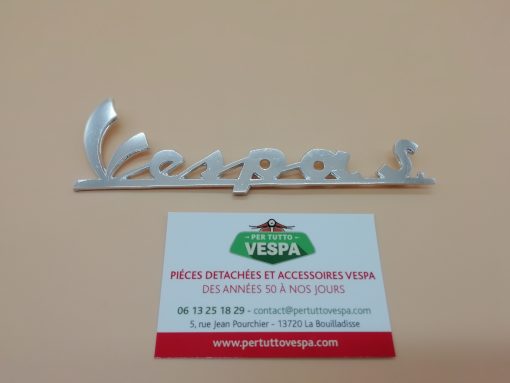 Vespa S.
PER TUTTO
VESPA
PIÉCES DETACHÉES ET ACCESSOIRES VESPA
DES ANNÉES 50 À NOS JOURS
06 13 25 18 29 - contact@pertuttovespa.com
5, rue Jean Pourchier - 13720 La Bouilladisse
www.pertuttovespa.com